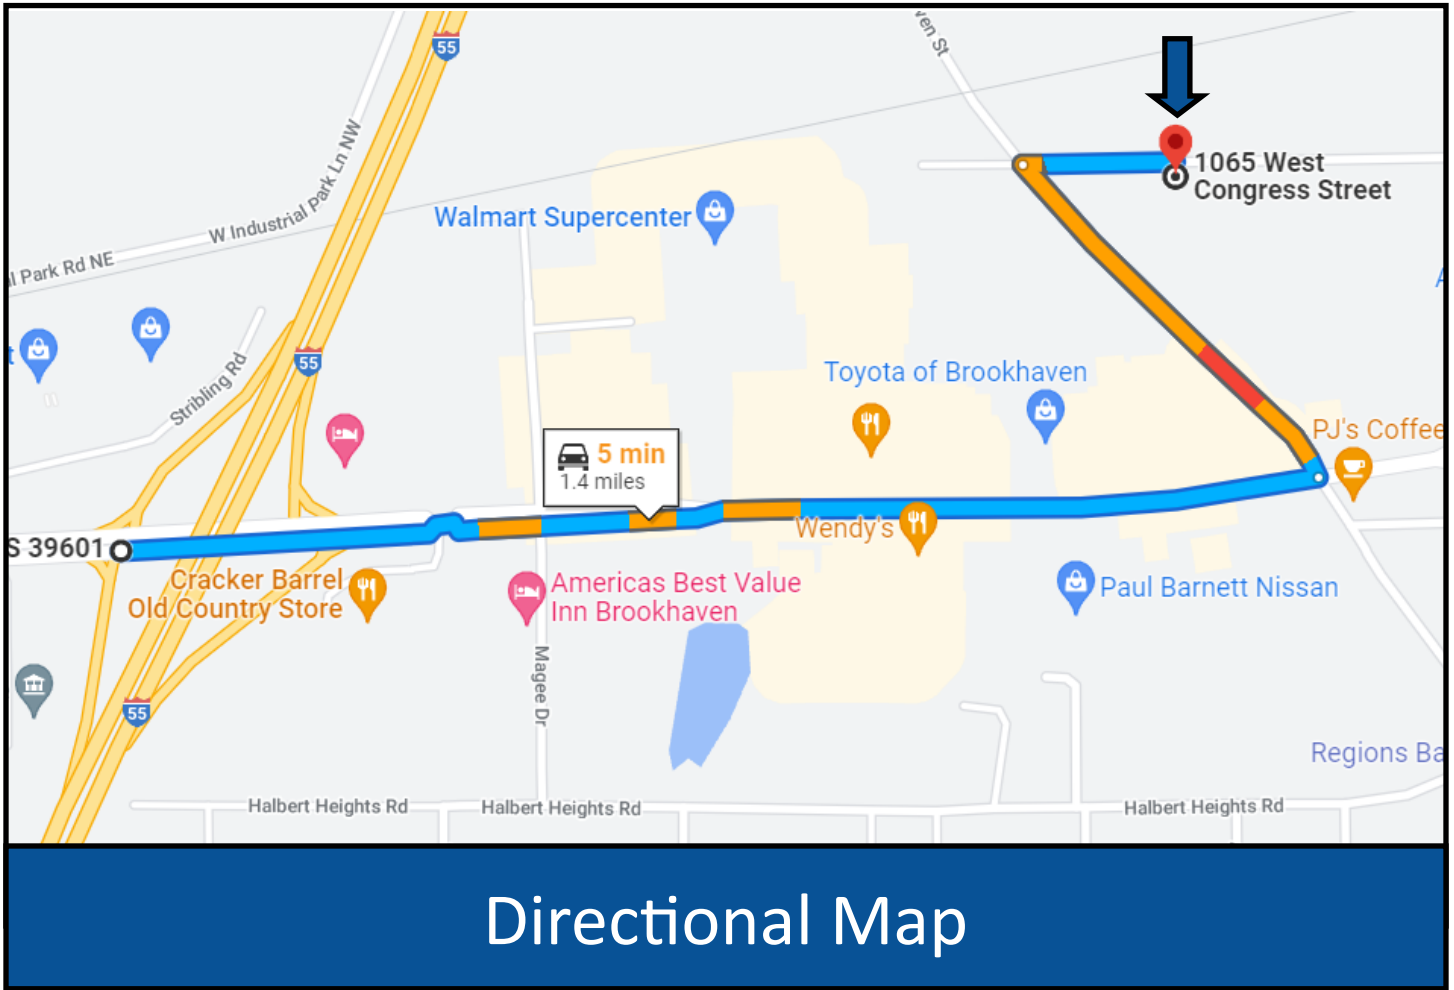 55
ven St
1065 West
Congress Street
W Industrial Park Ln NW
Walmart Supercenter
l Park Rd NE
t
55
Stribling Rd
Toyota of Brookhaven
PJ's Coffee
5 min
1.4 miles
Wendy's
S 39601
Cracker Barrel
Old Country Store
Americas Best Value
Inn Brookhaven
Paul Barnett Nissan
Magee Dr
55
Regions Ba
Halbert Heights Rd
Halbert Heights Rd
Halbert Heights Rd
Directional Map